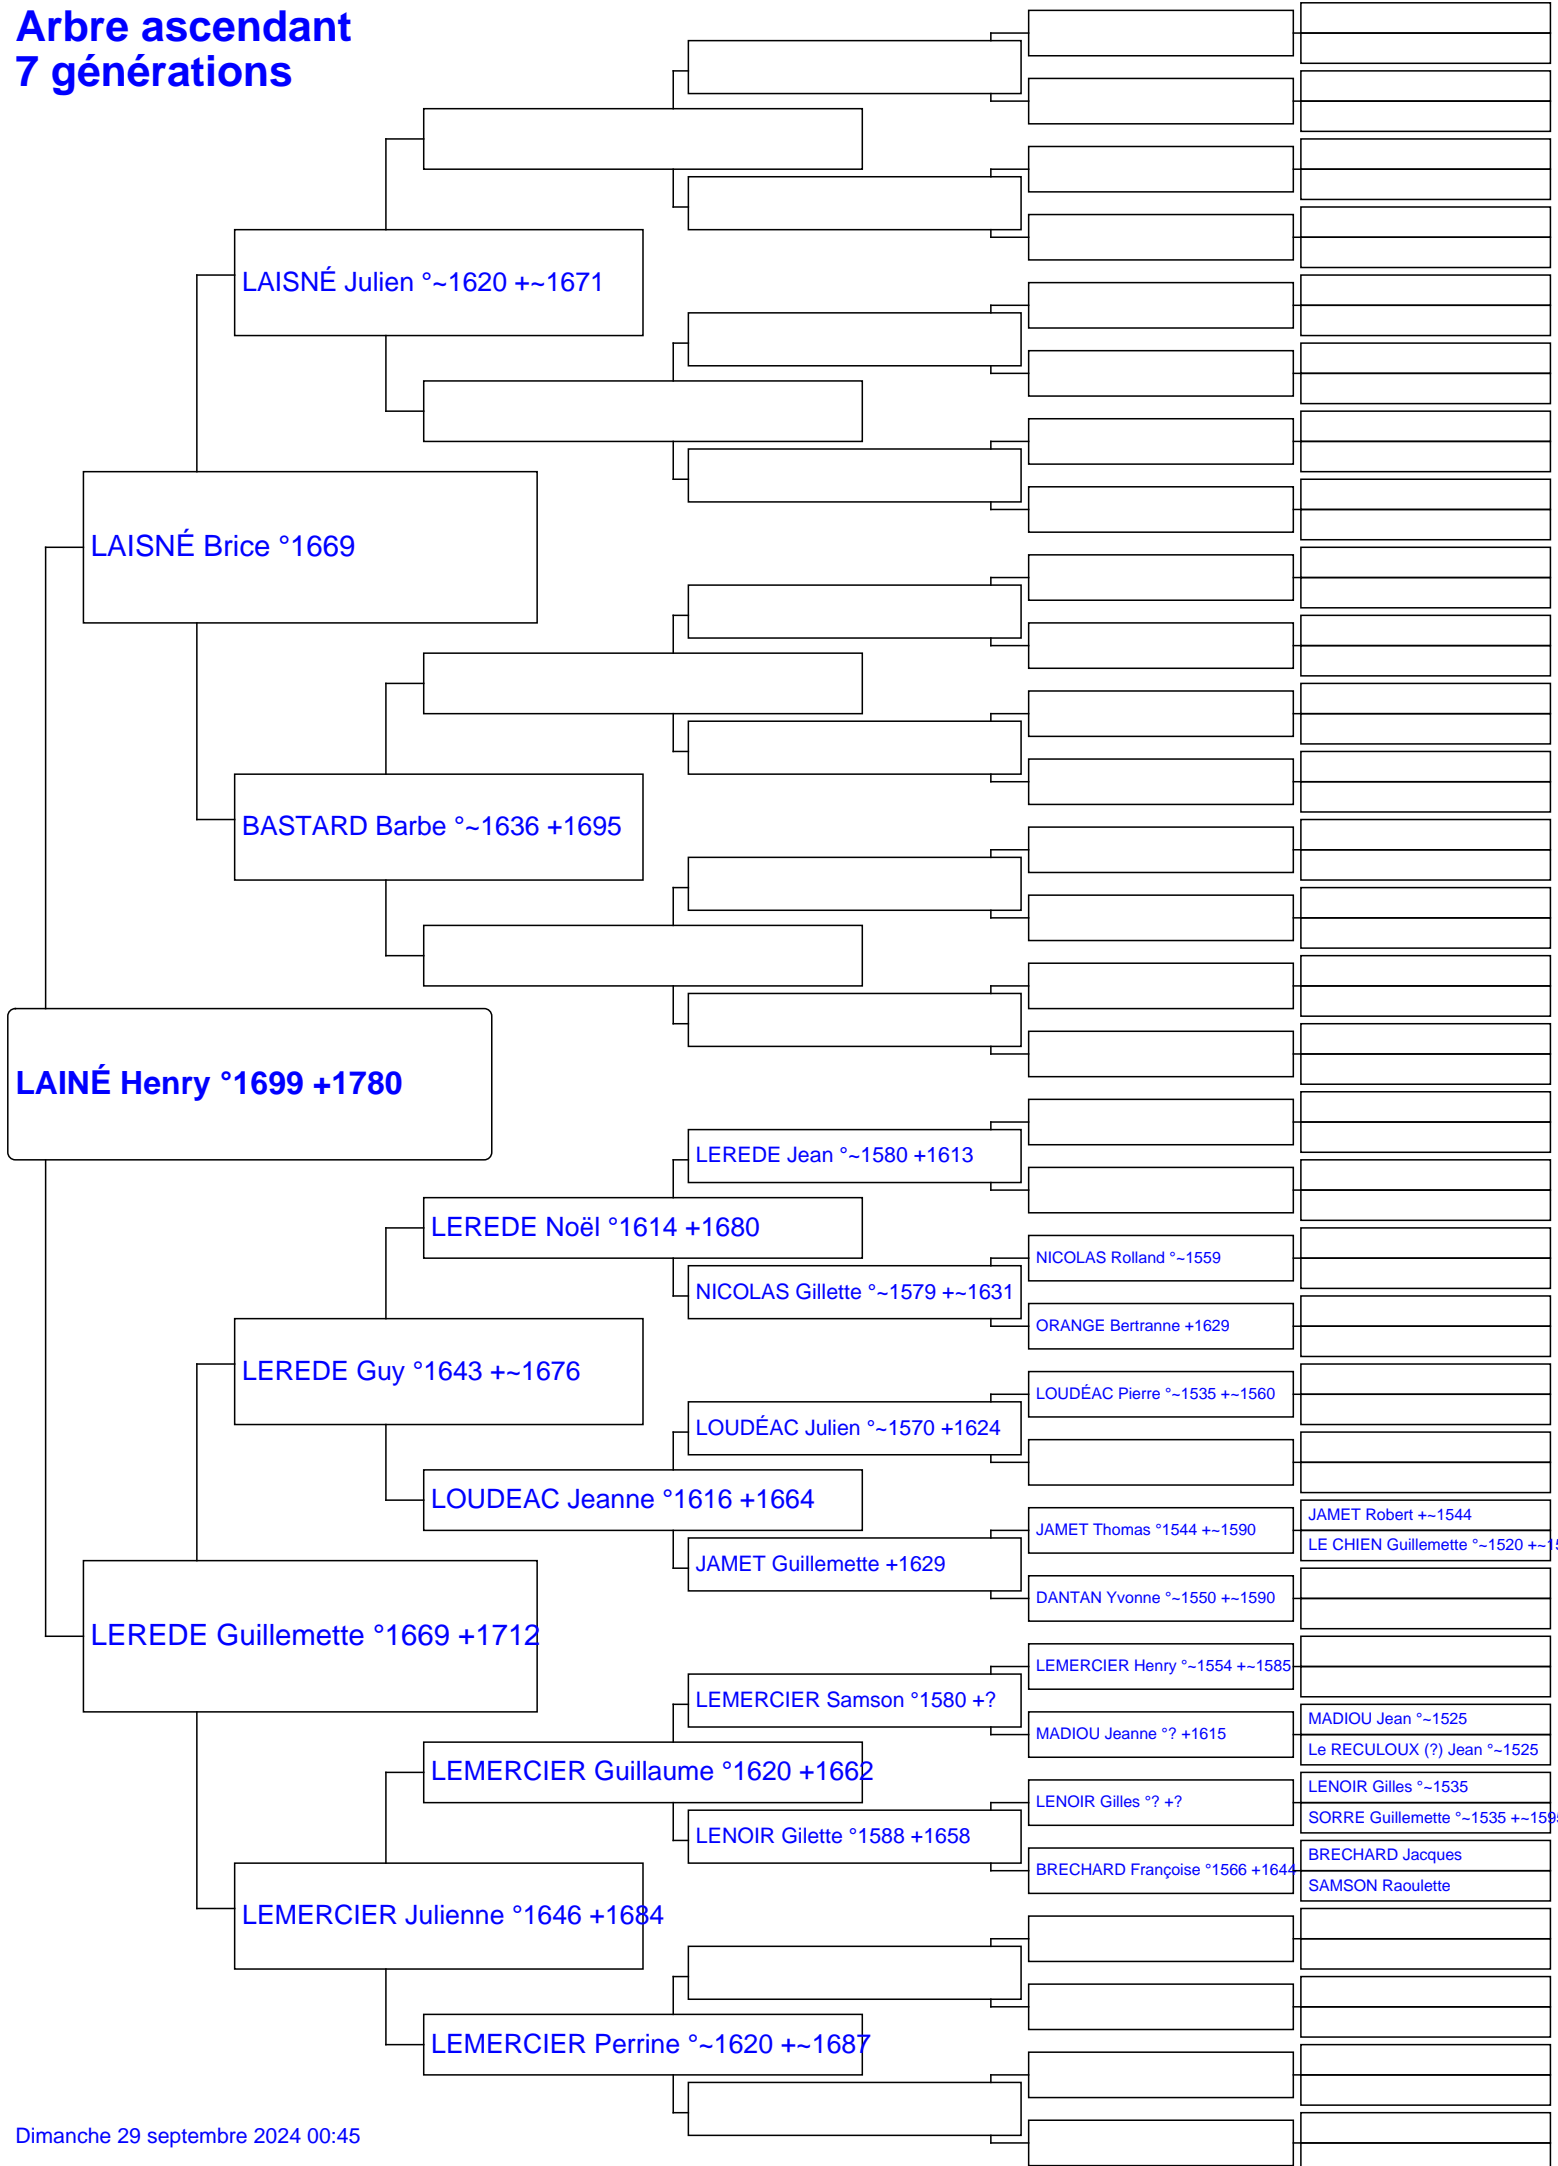 Arbre ascendant
7 générations
LAISNÉ Julien °~1620 +~1671
LAISNÉ Brice °1669
BASTARD Barbe °~1636 +1695
LAINÉ Henry °1699 +1780
LEREDE Jean °~1580 +1613
LEREDE Noël °1614 +1680
NICOLAS Rolland °~1559
NICOLAS Gillette °~1579 +~1631
ORANGE Bertranne +1629
LEREDE Guy °1643 +~1676
LOUDÉAC Pierre °~1535 +~1560
LOUDÉAC Julien °~1570 +1624
LOUDEAC Jeanne °1616 +1664
JAMET Robert +~1544
JAMET Thomas °1544 +~1590
LE CHIEN Guillemette °~1520 +~15
JAMET Guillemette +1629
DANTAN Yvonne °~1550 +~1590
LEREDE Guillemette °1669 +1712
LEMERCIER Henry °~1554 +~1585
LEMERCIER Samson °1580 +?
MADIOU Jean °~1525
MADIOU Jeanne °? +1615
Le RECULOUX (?) Jean °~1525
LEMERCIER Guillaume °1620 +1662
LENOIR Gilles °~1535
LENOIR Gilles °? +?
SORRE Guillemette °~1535 +~1595
LENOIR Gilette °1588 +1658
BRECHARD Jacques
BRECHARD Françoise °1566 +1644
SAMSON Raoulette
LEMERCIER Julienne °1646 +1684
LEMERCIER Perrine °~1620 +~1687
Dimanche 29 septembre 2024 00:45